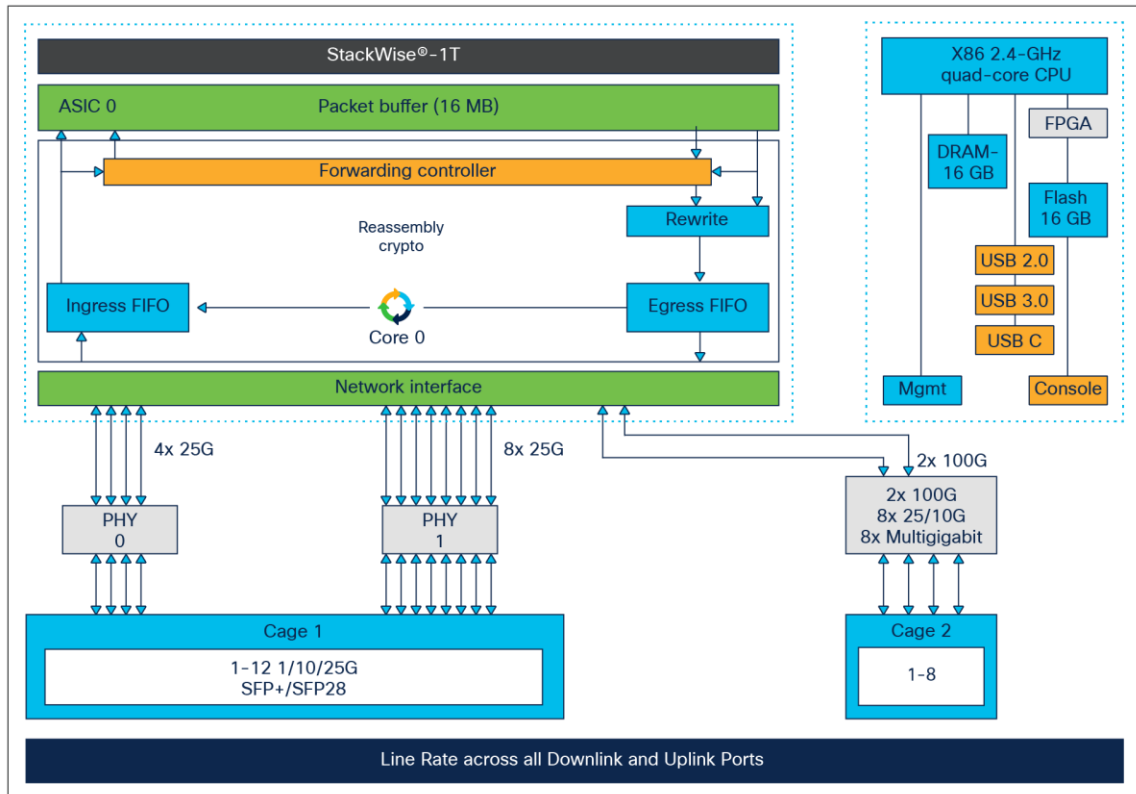 StackWise®-1T
ASIC 0
Packet buffer (16 MB)
Forwarding controller
Rewrite
Reassembly
crypto
Ingress FIFO
Core 0
Egress FIFO
Network interface
X86 2.4-GHz
quad-core CPU
FPGA
DRAM-
16 GB
Flash
16 GB
USB 2.0
USB 3.0
USB C
Mgmt
Console
4x 25G
8x 25G
2x 100G
PHY
0
PHY
1
2x 100G
8x 25/10G
8x Multigigabit
Cage 1
1-12 1/10/25G
SFP+/SFP28
Cage 2
1-8
Line Rate across all Downlink and Uplink Ports